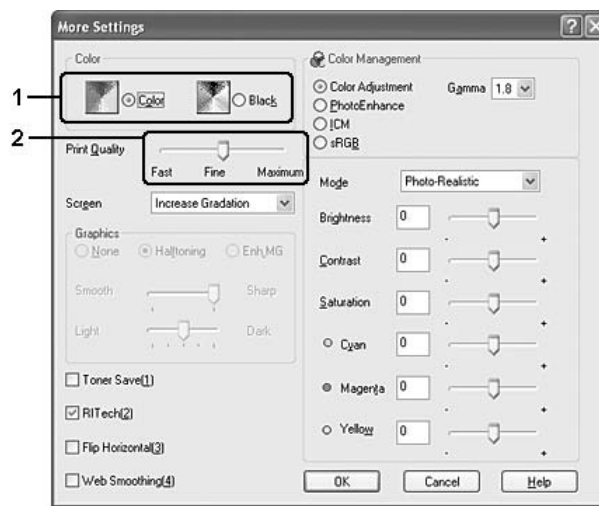 More Settings
Color
1
Color
Black
2
Print Quality
Fast Fine Maximum
Screen Increase Gradation
Graphics
None Halftoning Enh.MG
Smooth Sharp
Light Dark
Toner Save(1)
RITech(2)
Flip Horizontal(3)
Web Smoothing(4)
Color Management
Color Adjustment Gamma 1.8
PhotoEnhance
ICM
sRGB
Mode Photo-Realistic
Brightness 0
- +
Contrast 0
- +
Saturation 0
- +
Cyan 0
- +
Magenta 0
- +
Yellow 0
- +
OK Cancel Help